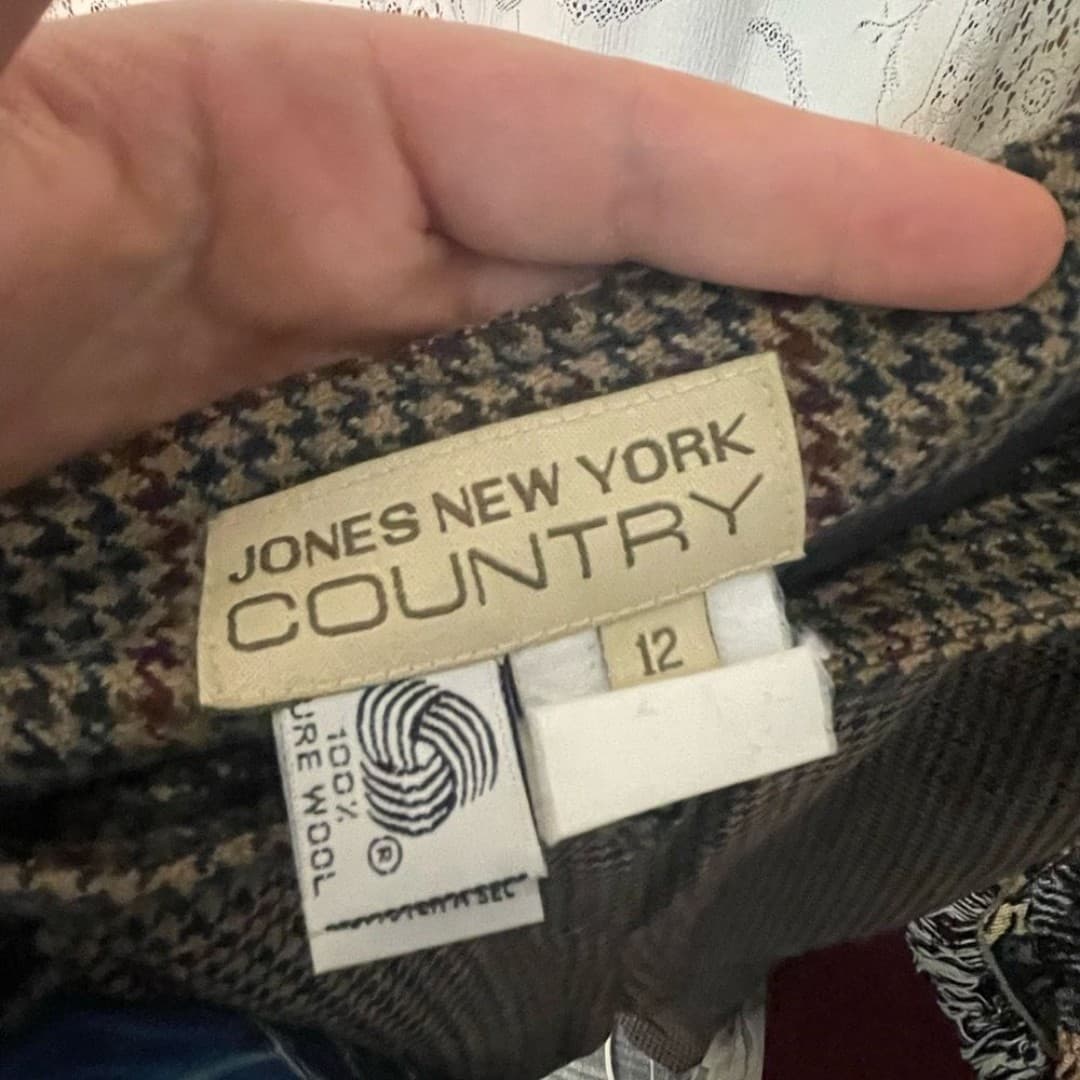 JONES NEW YORK
COUNTRY
12
100%
URE WOOL
®